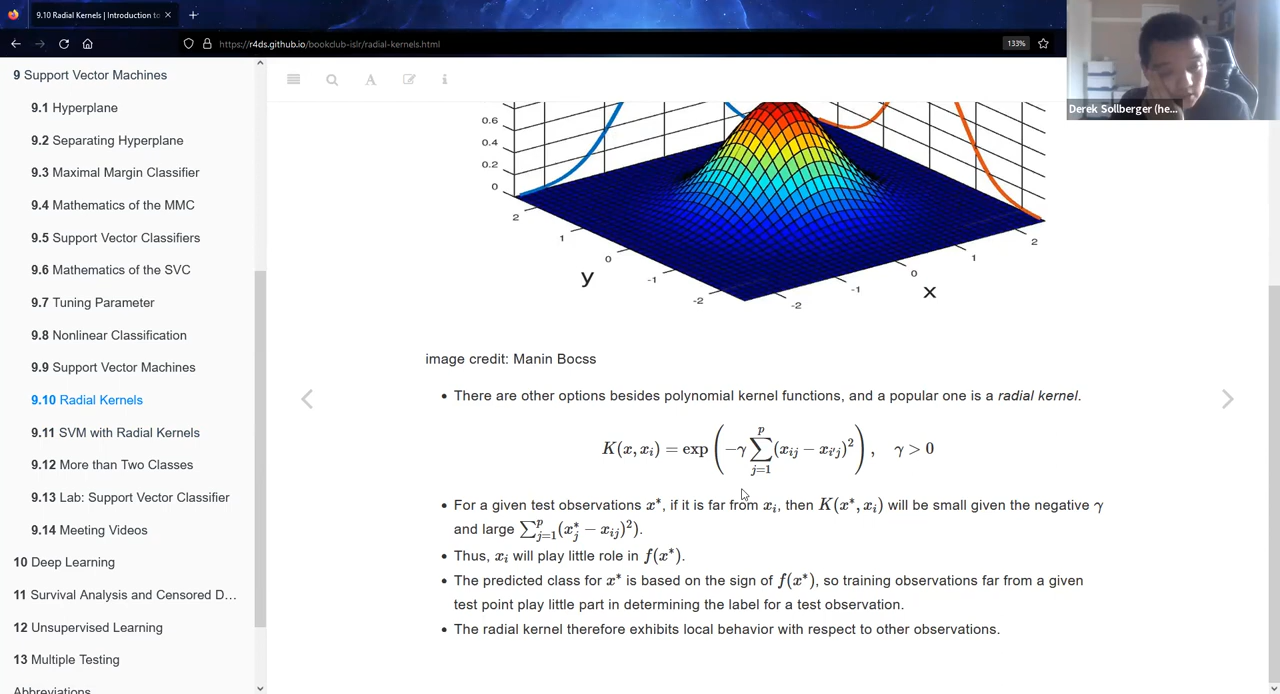 9.10 Radial Kernels | Introduction to
https://r4ds.github.io/bookclub-islr/radial-kernels.html
133%
Derek Sollberger (he...
9 Support Vector Machines
9.1 Hyperplane
9.2 Separating Hyperplane
9.3 Maximal Margin Classifier
9.4 Mathematics of the MMC
9.5 Support Vector Classifiers
9.6 Mathematics of the SVC
9.7 Tuning Parameter
9.8 Nonlinear Classification
9.9 Support Vector Machines
9.10 Radial Kernels
9.11 SVM with Radial Kernels
9.12 More than Two Classes
9.13 Lab: Support Vector Classifier
9.14 Meeting Videos
10 Deep Learning
11 Survival Analysis and Censored D...
12 Unsupervised Learning
13 Multiple Testing
Abbreviations
0.6
0.4
0.2
0
2
1
0
-1
-2
y
2
1
0
-1
-2
x
image credit: Manin Bocss
• There are other options besides polynomial kernel functions, and a popular one is a radial kernel.
K(x, x_i) = exp(−γ ∑_{j=1}^{p} (x_{ij} − x_{i'j})²), γ > 0
• For a given test observations x*, if it is far from x_i, then K(x*, x_i) will be small given the negative γ
and large ∑_{j=1}^{p} (x*_j − x_{ij})²).
• Thus, x_i will play little role in f(x*).
• The predicted class for x* is based on the sign of f(x*), so training observations far from a given
test point play little part in determining the label for a test observation.
• The radial kernel therefore exhibits local behavior with respect to other observations.